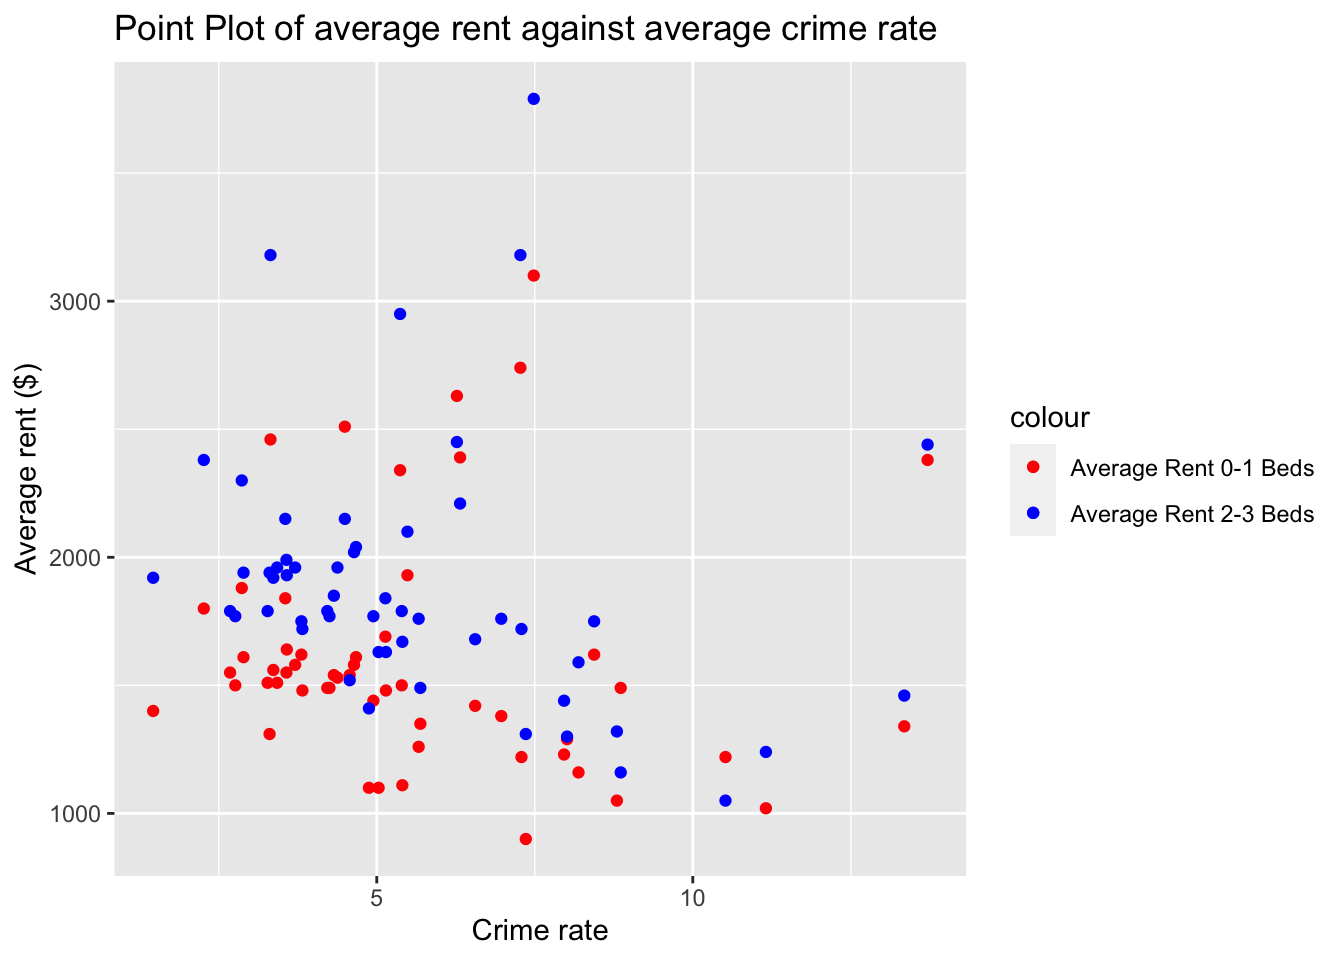 Point Plot of average rent against average crime rate
Average rent ($)
3000
2000
1000
5
10
Crime rate
colour
Average Rent 0-1 Beds
Average Rent 2-3 Beds